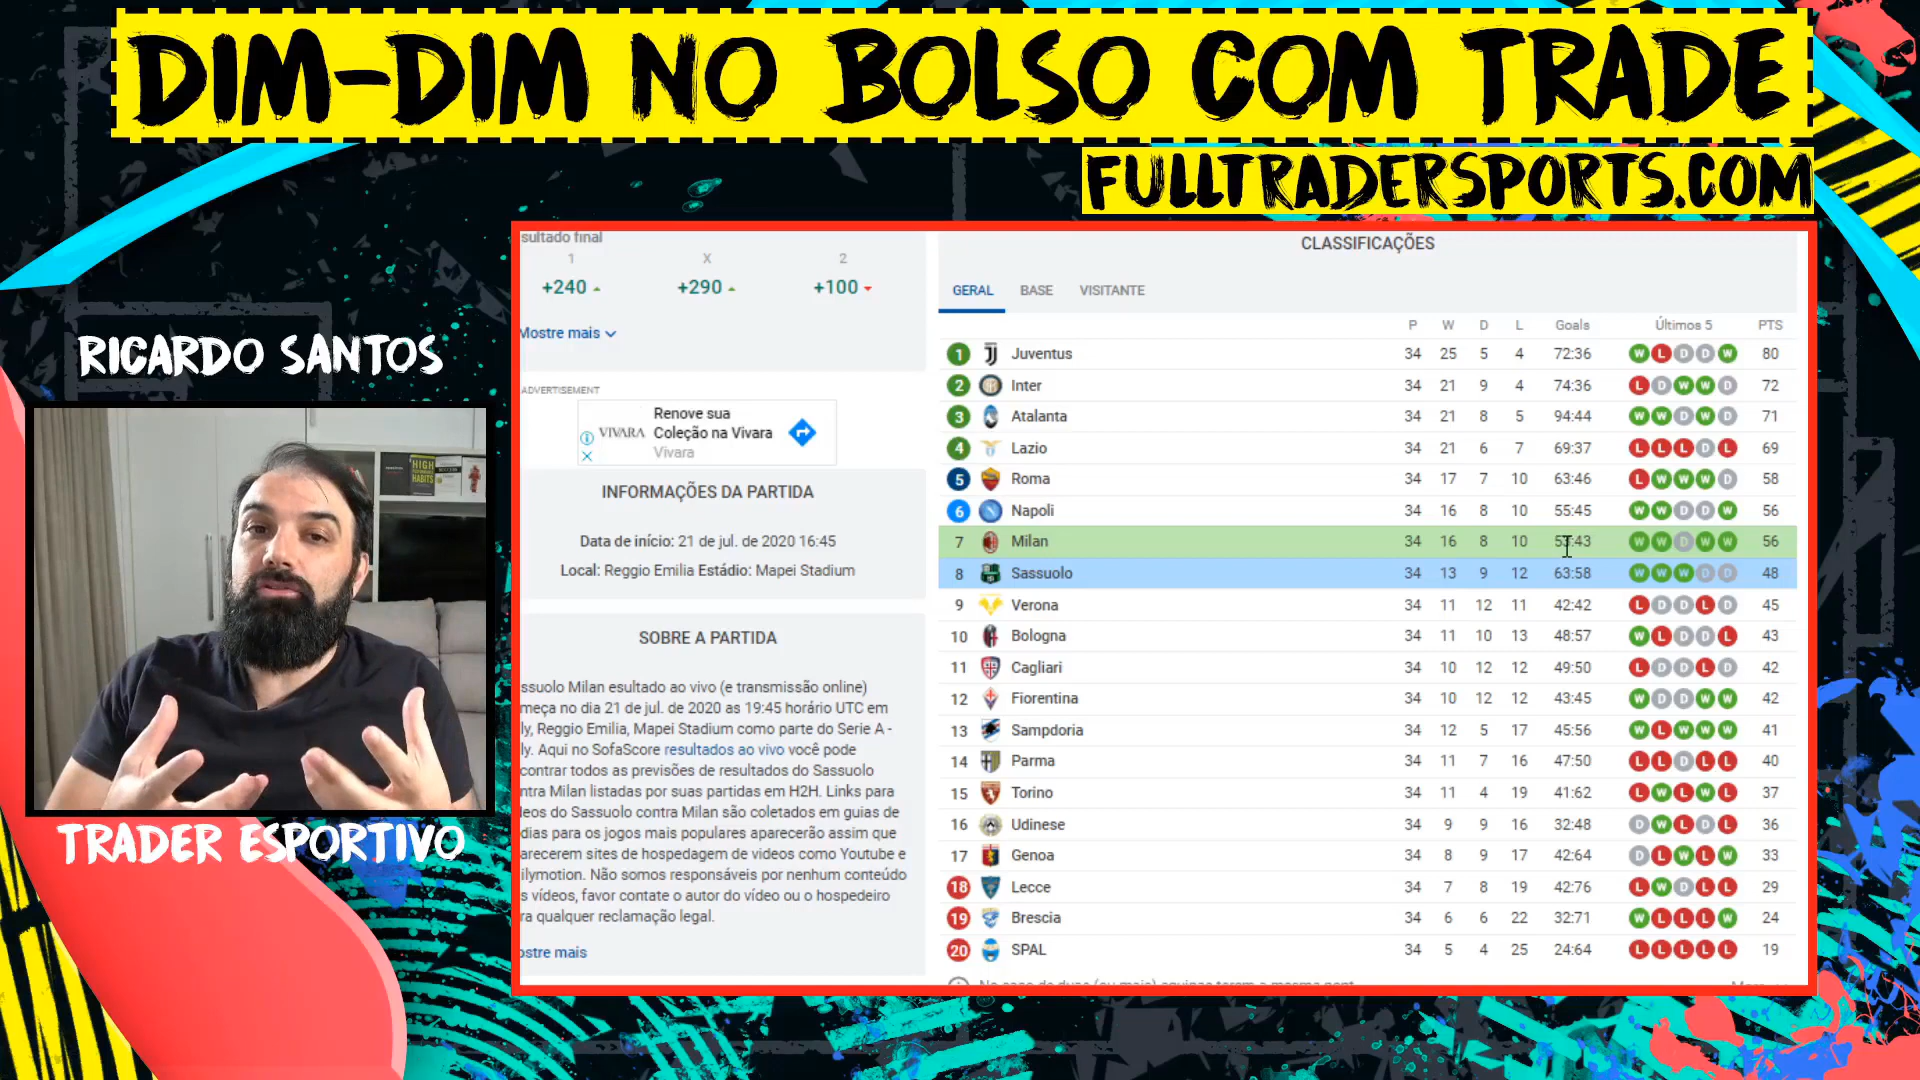 DIM-DIM NO BOLSO COM TRADE
FULLTRADERSPORTS.COM
RICARDO SANTOS
TRADER ESPORTIVO
HIGH
HABITS
sultado final
1 X 2
+240 +290 +100
Mostre mais
ADVERTISEMENT
VIVARA
Renove sua
Coleção na Vivara
Vivara
INFORMAÇÕES DA PARTIDA
Data de início: 21 de jul. de 2020 16:45
Local: Reggio Emilia Estádio: Mapei Stadium
SOBRE A PARTIDA
ssuolo Milan esultado ao vivo (e transmissão online)
meça no dia 21 de jul. de 2020 as 19:45 horário UTC em
ly, Reggio Emilia, Mapei Stadium como parte do Serie A -
ly. Aqui no SofaScore resultados ao vivo você pode
contrar todos as previsões de resultados do Sassuolo
ntra Milan listadas por suas partidas em H2H. Links para
deos do Sassuolo contra Milan são coletados em guias de
dias para os jogos mais populares aparecerão assim que
arecerem sites de hospedagem de videos como Youtube e
ilymotion. Não somos responsáveis por nenhum conteúdo
s vídeos, favor contate o autor do vídeo ou o hospedeiro
ra qualquer reclamação legal.
ostre mais
CLASSIFICAÇÕES
GERAL BASE VISITANTE
P W D L Goals Últimos 5 PTS
1 Juventus 34 25 5 4 72:36 W L D D W 80
2 Inter 34 21 9 4 74:36 L D W W D 72
3 Atalanta 34 21 8 5 94:44 W W D W D 71
4 Lazio 34 21 6 7 69:37 L L L D L 69
5 Roma 34 17 7 10 63:46 L W W W D 58
6 Napoli 34 16 8 10 55:45 W W D D W 56
7 Milan 34 16 8 10 :43 W W D W W 56
8 Sassuolo 34 13 9 12 63:58 W W W D D 48
9 Verona 34 11 12 11 42:42 L D D L D 45
10 Bologna 34 11 10 13 48:57 W L D D L 43
11 Cagliari 34 10 12 12 49:50 L D D L D 42
12 Fiorentina 34 10 12 12 43:45 W D D W W 42
13 Sampdoria 34 12 5 17 45:56 W L W W W 41
14 Parma 34 11 7 16 47:50 L L D L L 40
15 Torino 34 11 4 19 41:62 L W L W L 37
16 Udinese 34 9 9 16 32:48 D W L D L 36
17 Genoa 34 8 9 17 42:64 D L W L W 33
18 Lecce 34 7 8 19 42:76 L W D L L 29
19 Brescia 34 6 6 22 32:71 W L L L W 24
20 SPAL 34 5 4 25 24:64 L L L L L 19